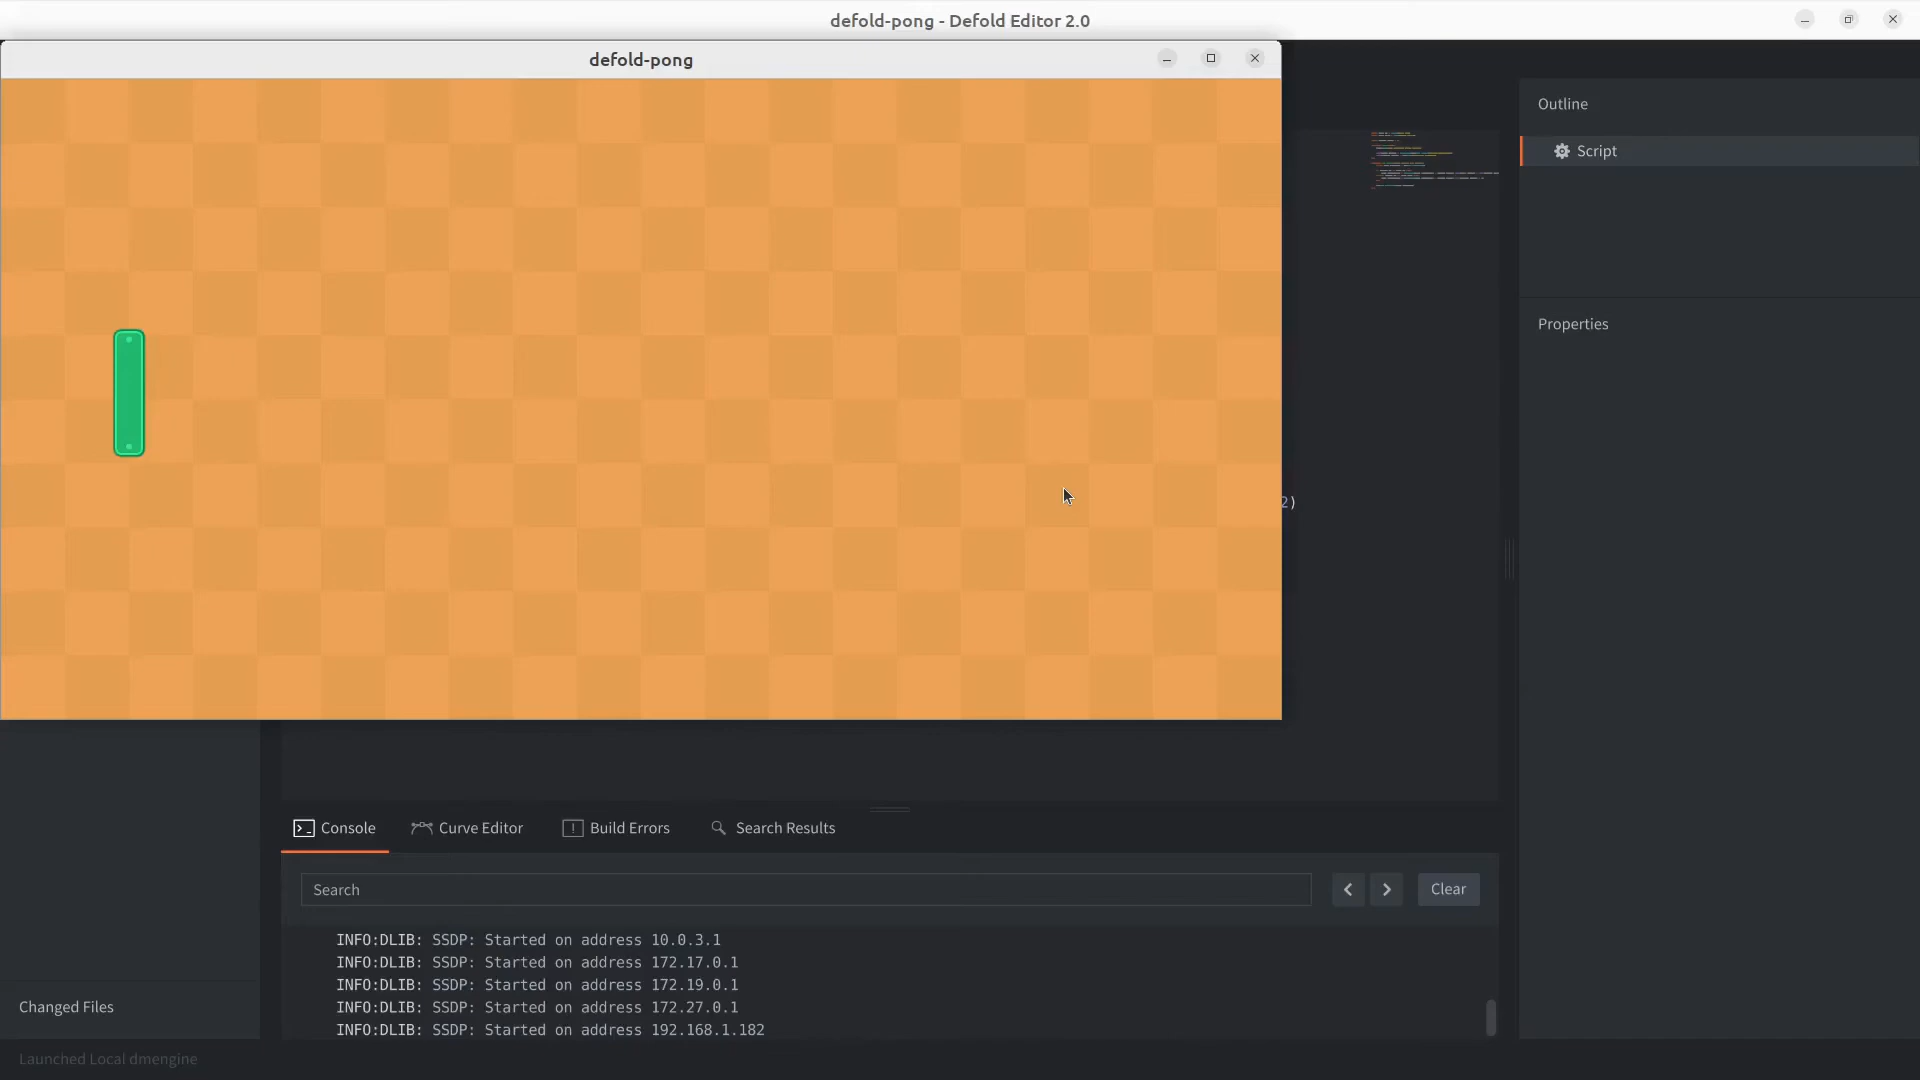 defold-pong - Defold Editor 2.0
defold-pong
Outline
Script
2)
Properties
Console
Curve Editor
Build Errors
Search Results
Search
Clear
INFO:DLIB: SSDP: Started on address 10.0.3.1
INFO:DLIB: SSDP: Started on address 172.17.0.1
INFO:DLIB: SSDP: Started on address 172.19.0.1
INFO:DLIB: SSDP: Started on address 172.27.0.1
INFO:DLIB: SSDP: Started on address 192.168.1.182
Changed Files
Launched Local dmengine